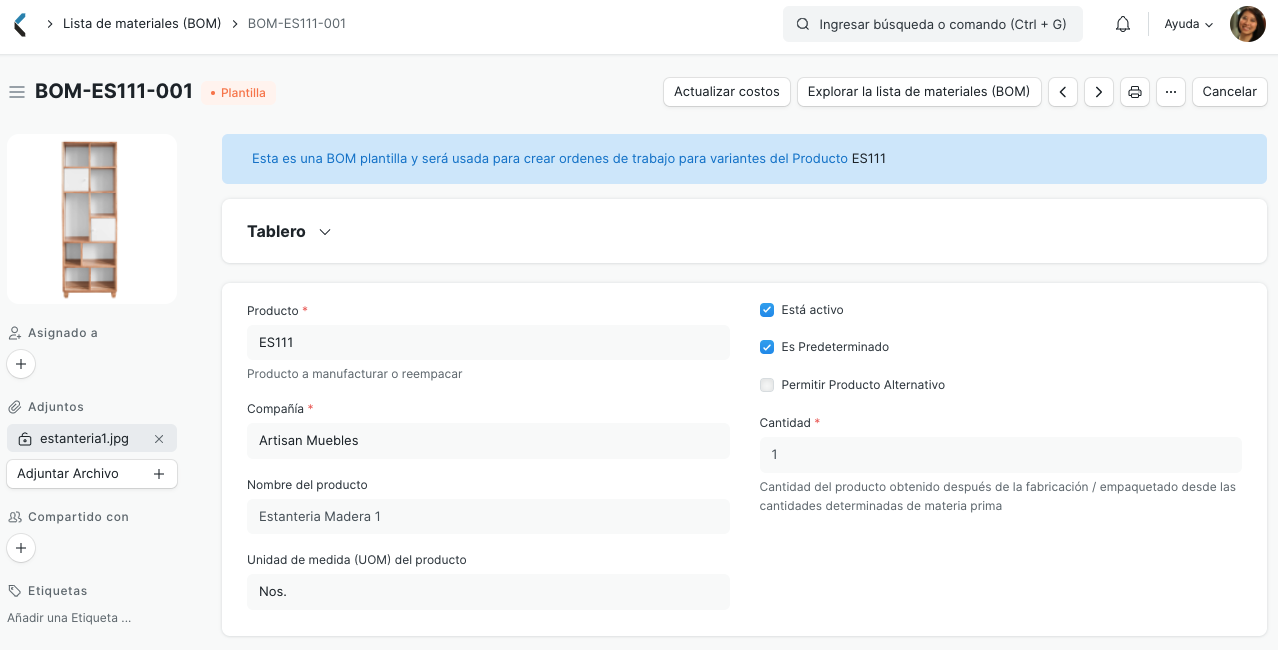 Lista de materiales (BOM) BOM-ES111-001
Ingresar búsqueda o comando (Ctrl + G)
Ayuda
BOM-ES111-001
• Plantilla
Actualizar costos
Explorar la lista de materiales (BOM)
Cancelar
Asignado a
Adjuntos
estanteria1.jpg
Adjuntar Archivo
Compartido con
Etiquetas
Añadir una Etiqueta ...
Esta es una BOM plantilla y será usada para crear ordenes de trabajo para variantes del Producto ES111
Tablero
Producto *
ES111
Producto a manufacturar o reempacar
Compañía *
Artisan Muebles
Nombre del producto
Estanteria Madera 1
Unidad de medida (UOM) del producto
Nos.
Está activo
Es Predeterminado
Permitir Producto Alternativo
Cantidad *
1
Cantidad del producto obtenido después de la fabricación / empaquetado desde las
cantidades determinadas de materia prima